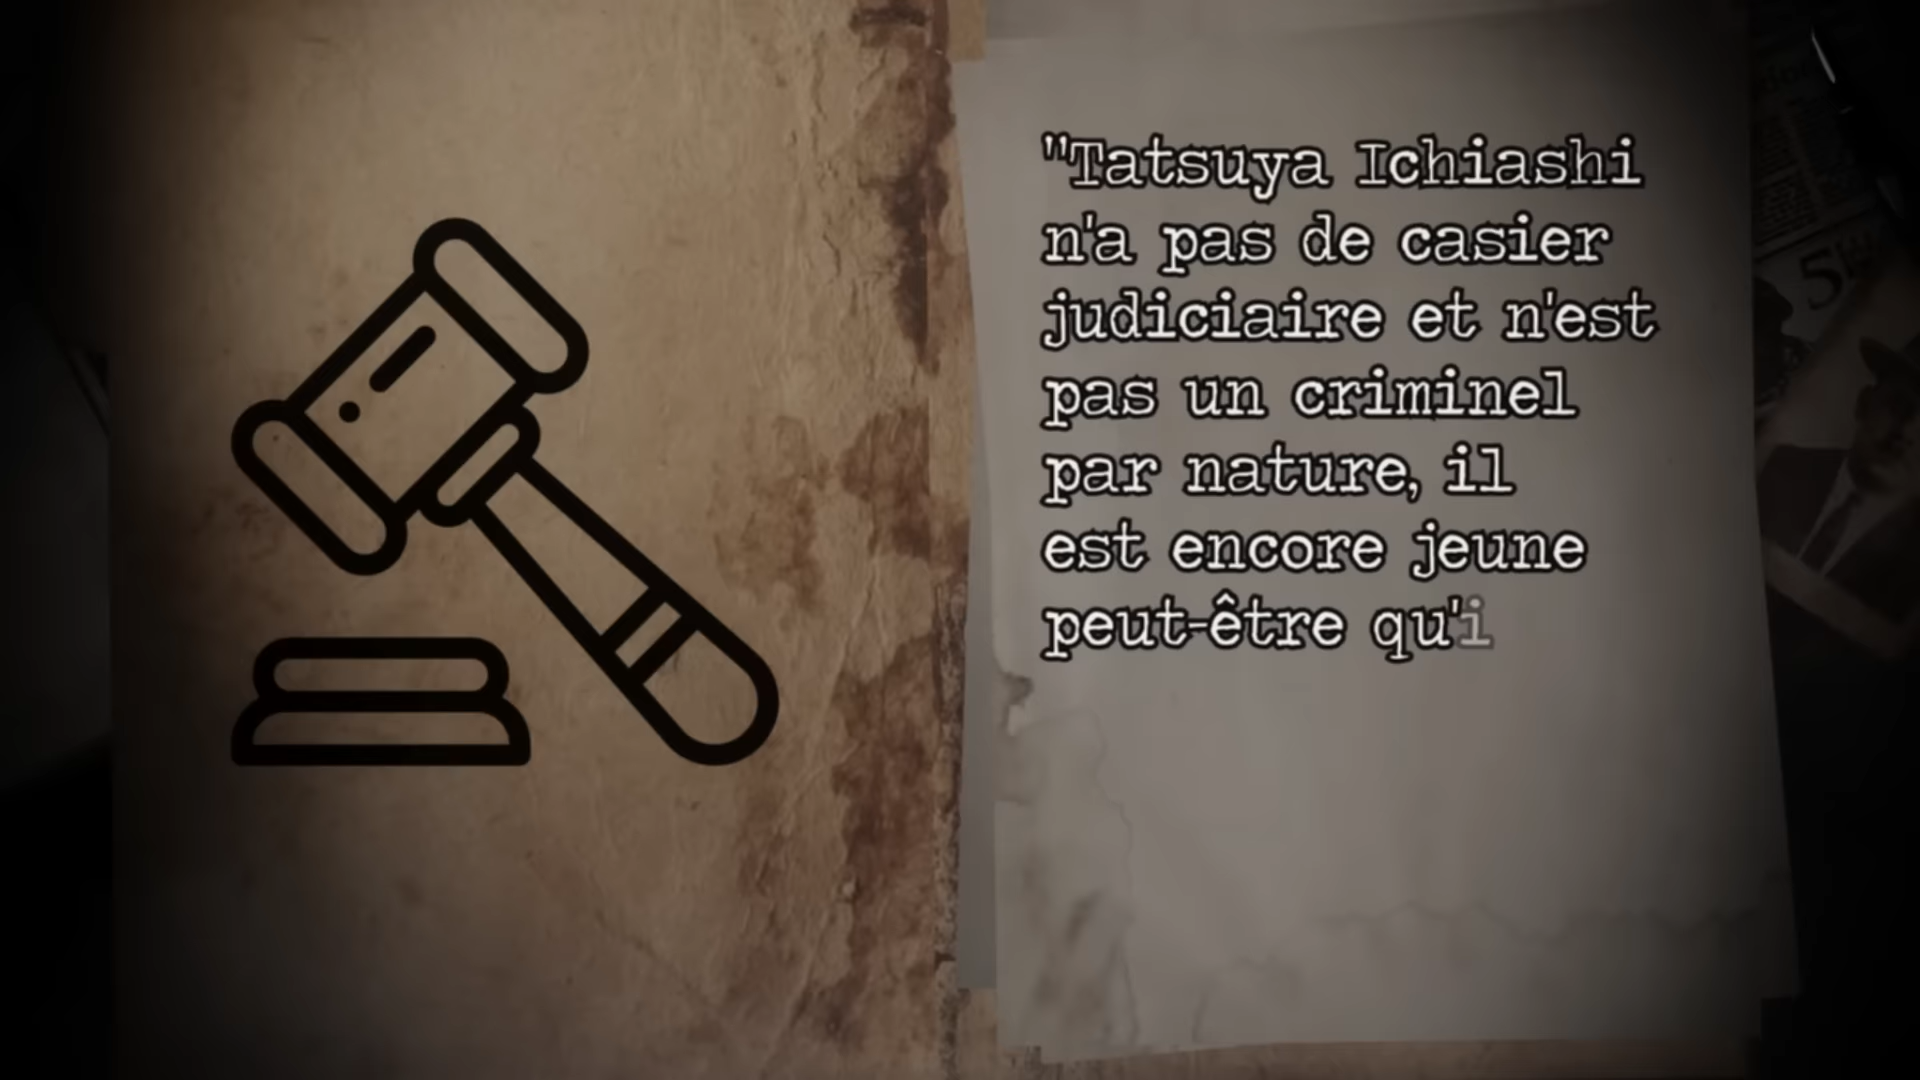 "Tatsuya Ichiashi
n'a pas de casier
judiciaire et n'est
pas un criminel
par nature, il
est encore jeune
peut-être qu'i